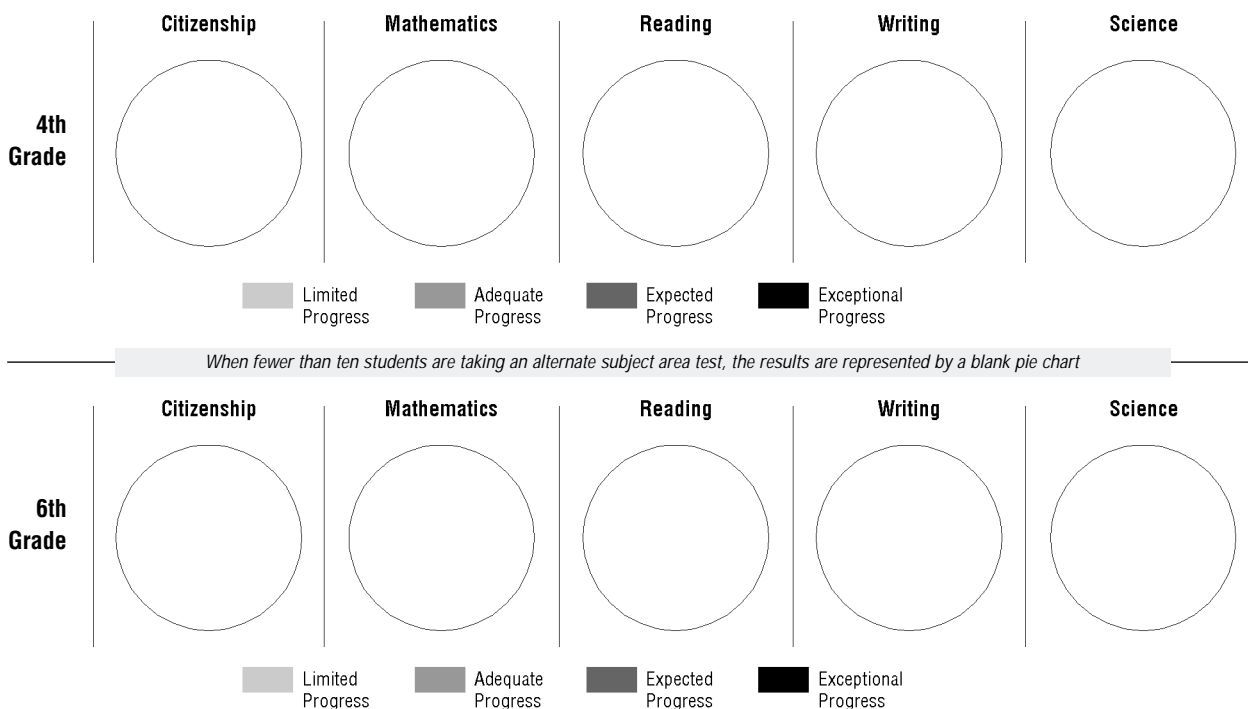 Citizenship Mathematics Reading Writing Science
4th
Grade
Limited Adequate Expected Exceptional
Progress Progress Progress Progress
When fewer than ten students are taking an alternate subject area test, the results are represented by a blank pie chart
Citizenship Mathematics Reading Writing Science
6th
Grade
Limited Adequate Expected Exceptional
Progress Progress Progress Progress